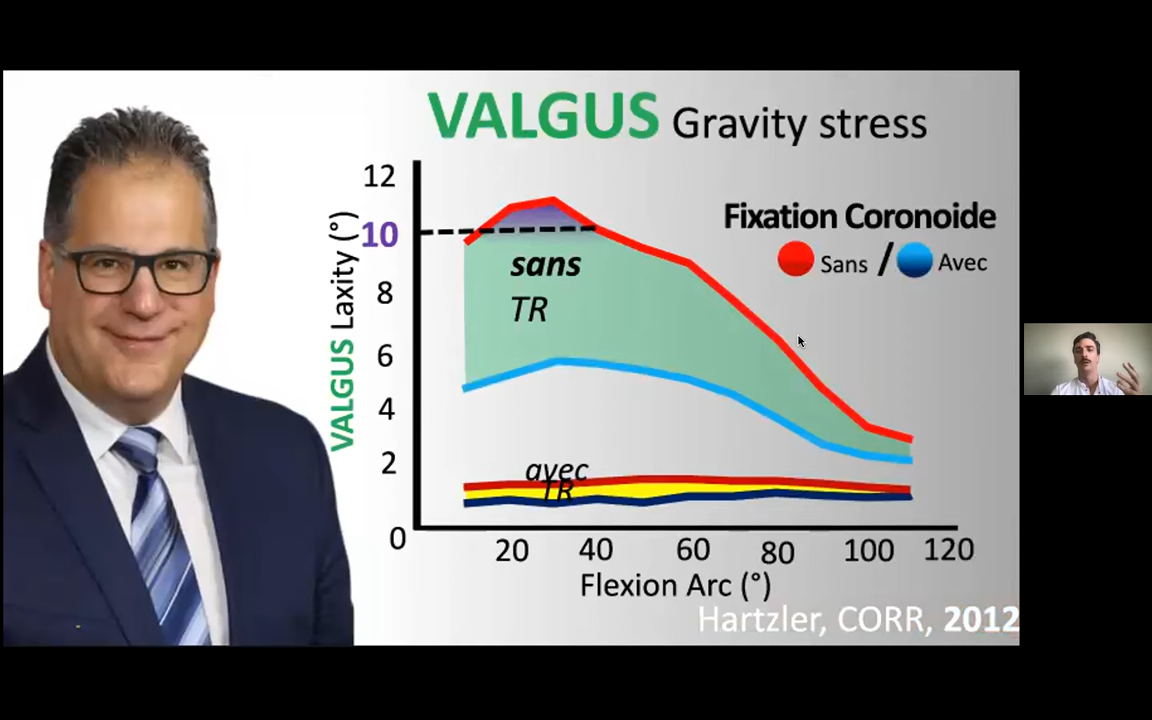 VALGUS Gravity stress
12
10
8
6
4
2
0
VALGUS Laxity (°)
Fixation Coronoide
Sans / Avec
sans
TR
avec
TR
20 40 60 80 100 120
Flexion Arc (°)
Hartzler, CORR, 2012